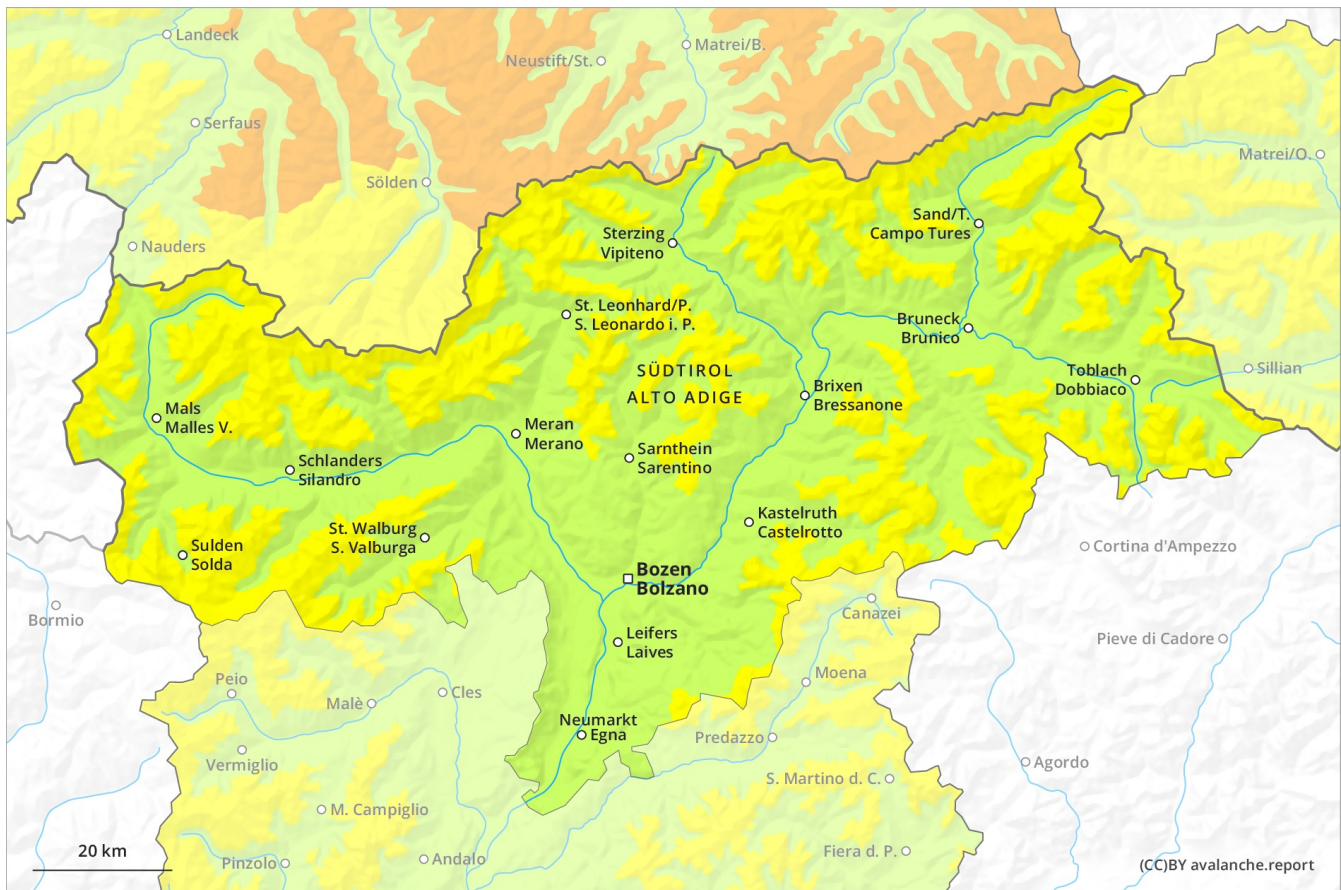 Landeck
Matrei/B.
Neustift/St.
Serfaus
Matrei/O.
Sölden
Sand/T.
Campo Tures
Sterzing
Vipiteno
Nauders
St. Leonhard/P.
S. Leonardo i. P.
Bruneck
Brunico
SÜDTIROL
ALTO ADIGE
Toblach
Dobbiaco
Sillian
Brixen
Bressanone
Mals
Malles V.
Meran
Merano
Sarnthein
Sarentino
Schlanders
Silandro
Kastelruth
Castelrotto
St. Walburg
S. Valburga
Sulden
Solda
Cortina d'Ampezzo
Bozen
Bolzano
Bormio
Canazei
Leifers
Laives
Pieve di Cadore
Peio
Moena
Malè
Cles
Neumarkt
Egna
Predazzo
Vermiglio
Agordo
S. Martino d. C.
M. Campiglio
20 km
Pinzolo
Andalo
Fiera d. P.
(CC)BY avalanche.report